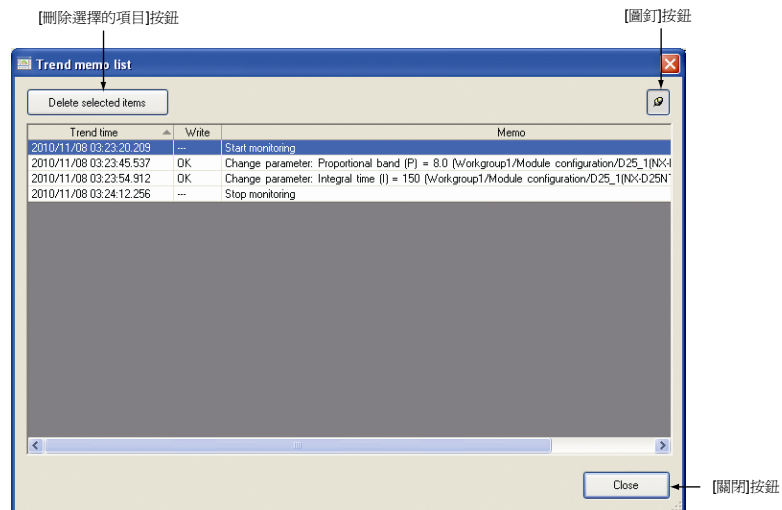 [刪除選擇的項目]按鈕
[圖釘]按鈕
Trend memo list
Delete selected items
Trend time Write Memo
2010/11/08 03:23:20.209 --- Start monitoring
2010/11/08 03:23:45.537 OK Change parameter: Proportional band (P) = 8.0 (Workgroup1/Module configuration/D25_1(NX-
2010/11/08 03:23:54.912 OK Change parameter: Integral time (I) = 150 (Workgroup1/Module configuration/D25_1(NX-D25N
2010/11/08 03:24:12.256 --- Stop monitoring
Close
[關閉]按鈕